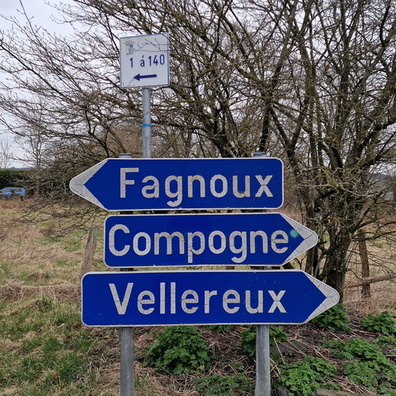 1 á 140
Fagnoux
Compogne
Vellereux